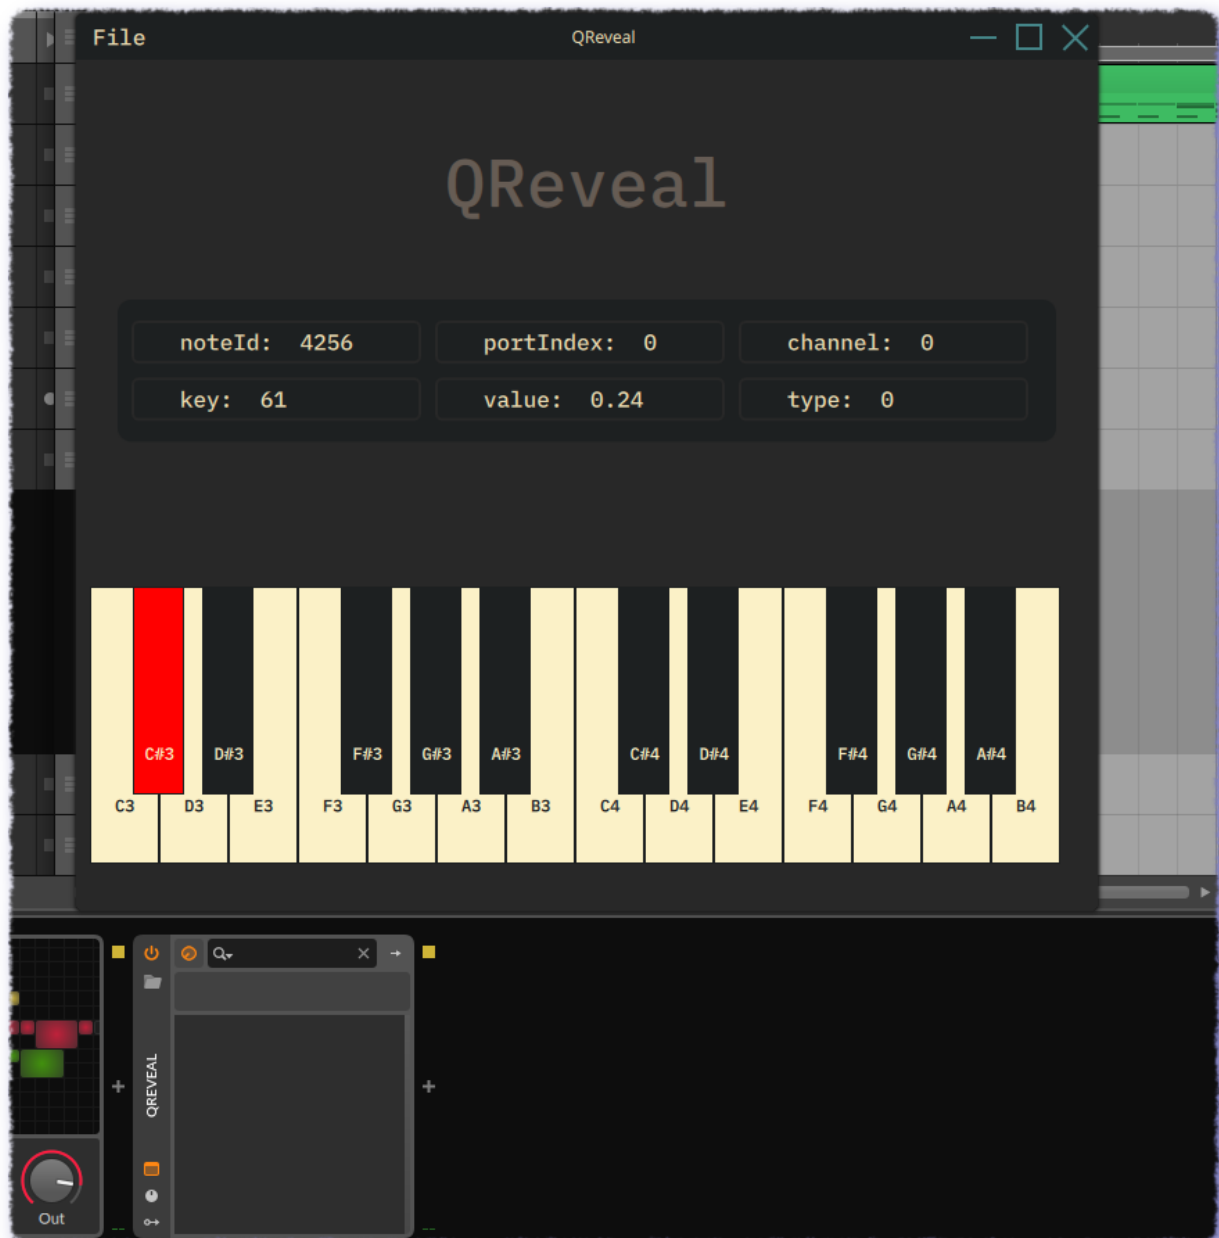 File
QReveal
QReveal
noteId: 4256
portIndex: 0
channel: 0
key: 61
value: 0.24
type: 0
C#3 D#3 F#3 G#3 A#3 C#4 D#4 F#4 G#4 A#4
C3 D3 E3 F3 G3 A3 B3 C4 D4 E4 F4 G4 A4 B4
QREVEAL
Out